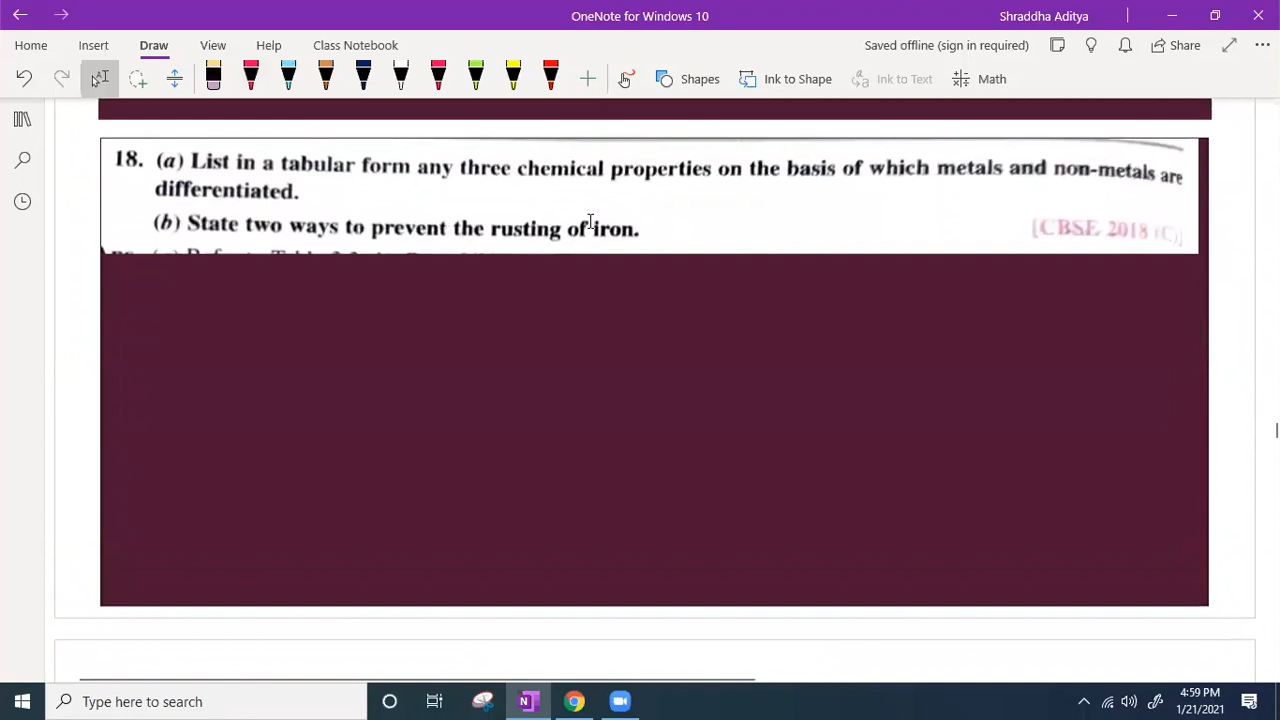 OneNote for Windows 10
Shraddha Aditya
Home Insert Draw View Help Class Notebook
Saved offline (sign in required)
Share
Shapes
Ink to Shape
Ink to Text
Math
18. (a) List in a tabular form any three chemical properties on the basis of which metals and non-metals are
differentiated.
(b) State two ways to prevent the rusting of iron.
[CBSE 2018 (C)]
Type here to search
4:59 PM
1/21/2021